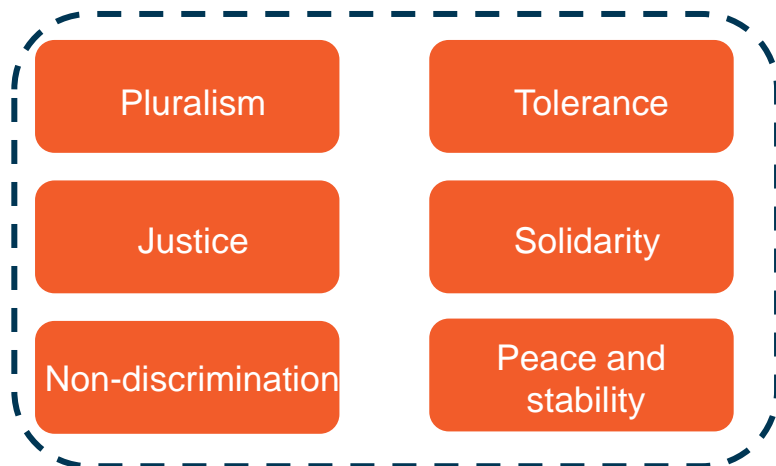 Pluralism
Tolerance
Justice
Solidarity
Non-discrimination
Peace and
stability